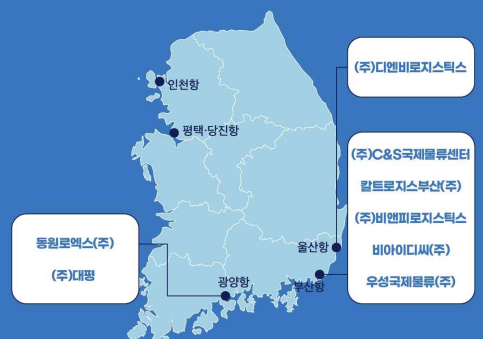 인천항
평택·당진항
울산항
부산항
광양항
(주)디엔비로지스틱스
(주)C&S국제물류센터
칼트로지스부산(주)
(주)비앤피로지스틱스
비아이디씨(주)
우성국제물류(주)
동원로엑스(주)
(주)대평